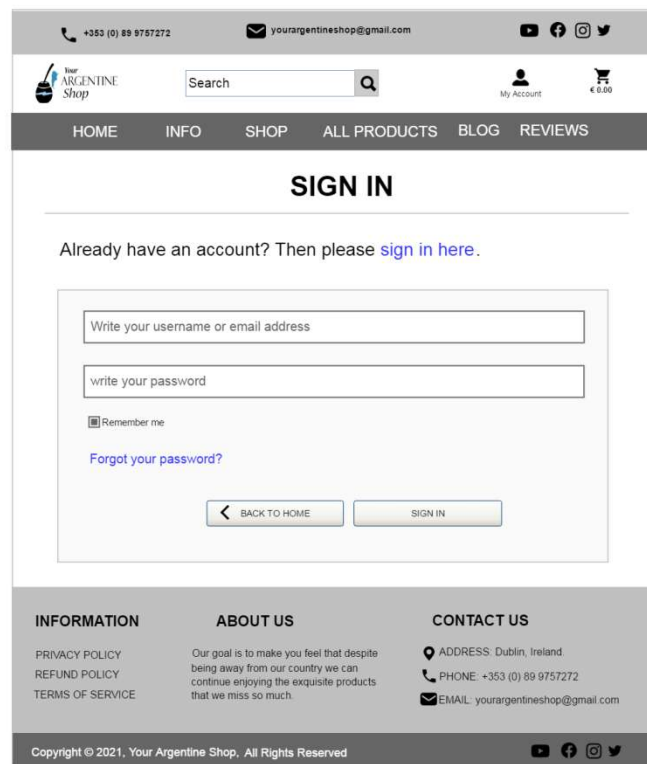 +353 (0) 89 9757272
yourargentineshop@gmail.com
Your
ARGENTINE
Shop
Search
My Account
€ 0.00
HOME INFO SHOP ALL PRODUCTS BLOG REVIEWS
SIGN IN
Already have an account? Then please sign in here.
Write your username or email address
write your password
Remember me
Forgot your password?
BACK TO HOME
SIGN IN
INFORMATION
PRIVACY POLICY
REFUND POLICY
TERMS OF SERVICE
ABOUT US
Our goal is to make you feel that despite
being away from our country we can
continue enjoying the exquisite products
that we miss so much.
CONTACT US
ADDRESS: Dublin, Ireland.
PHONE: +353 (0) 89 9757272
EMAIL: yourargentineshop@gmail.com
Copyright © 2021, Your Argentine Shop, All Rights Reserved